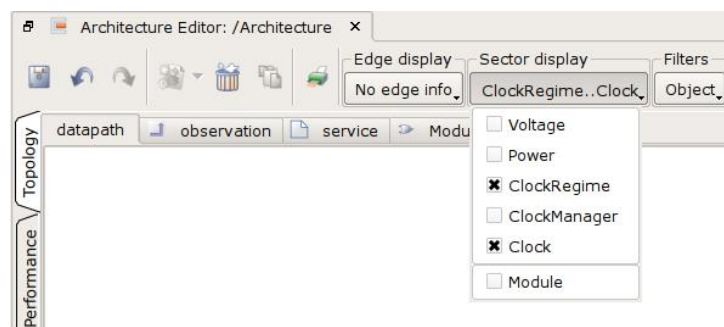 Architecture Editor: /Architecture
Edge display
Sector display
Filters
No edge info
ClockRegime..Clock
Object
datapath
observation
service
Modu
Voltage
Power
ClockRegime
ClockManager
Clock
Module
Topology
Performance